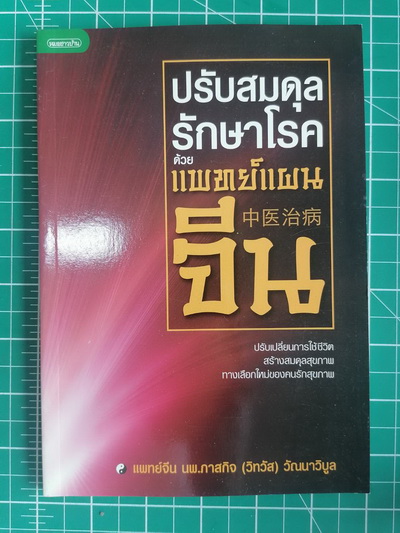 หมอชาวบ้าน
ปรับสมดุล
รักษาโรค
ด้วย
แพทย์แผน
中医治病
จีน
ปรับเปลี่ยนการใช้ชีวิต
สร้างสมดุลสุขภาพ
ทางเลือกใหม่ของคนรักสุขภาพ
แพทย์จีน นพ.ภาสกิจ (วิทวัส) วัณนาวิบูล